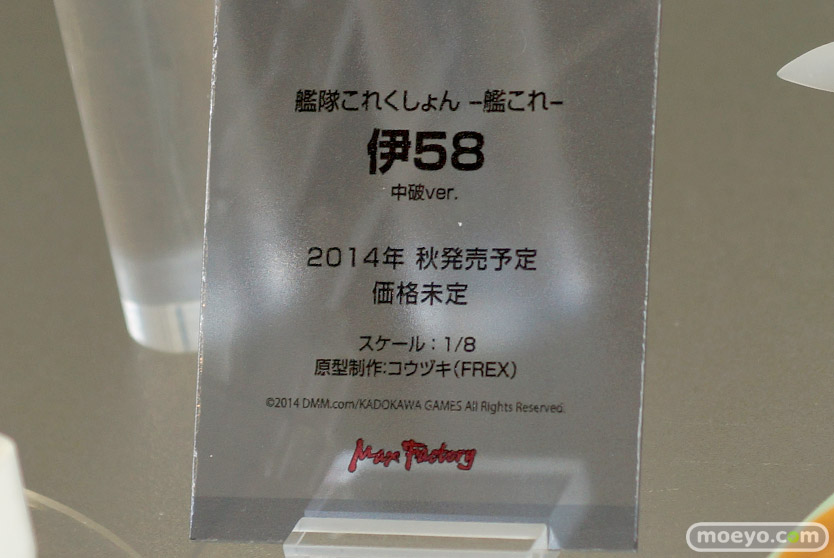 艦隊これくしょん -艦これ-
伊58
中破ver.
2014年 秋発売予定
価格未定
スケール：1/8
原型制作:コウヅキ(FREX)
©2014 DMM.com/KADOKAWA GAMES All Rights Reserved.
Max Factory
moeyo.com